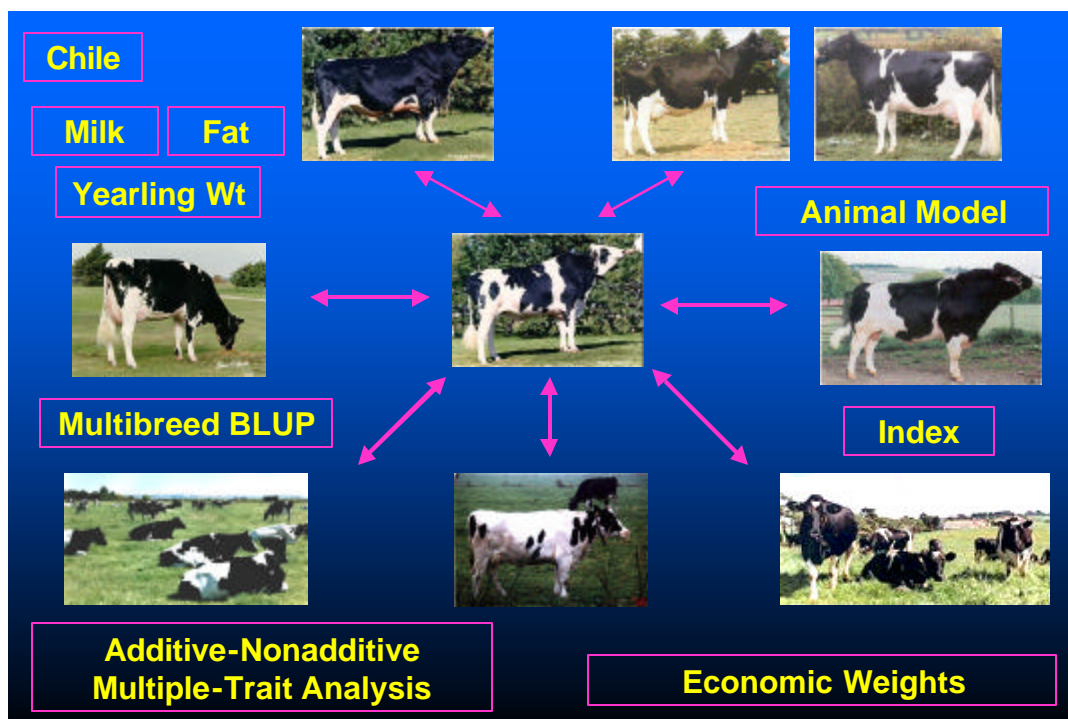 Chile
Milk
Fat
Yearling Wt
Animal Model
Multibreed BLUP
Index
Additive-Nonadditive
Multiple-Trait Analysis
Economic Weights